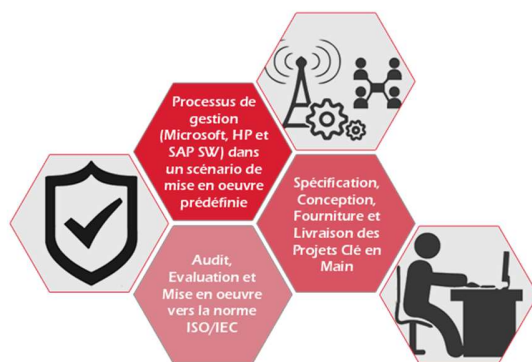 Processus de
gestion
(Microsoft, HP et
SAP SW) dans
un scénario de
mise en oeuvre
prédéfinie
Spécification,
Conception,
Fourniture et
Livraison des
Projets Clé en
Main
Audit,
Evaluation et
Mise en oeuvre
vers la norme
ISO/IEC